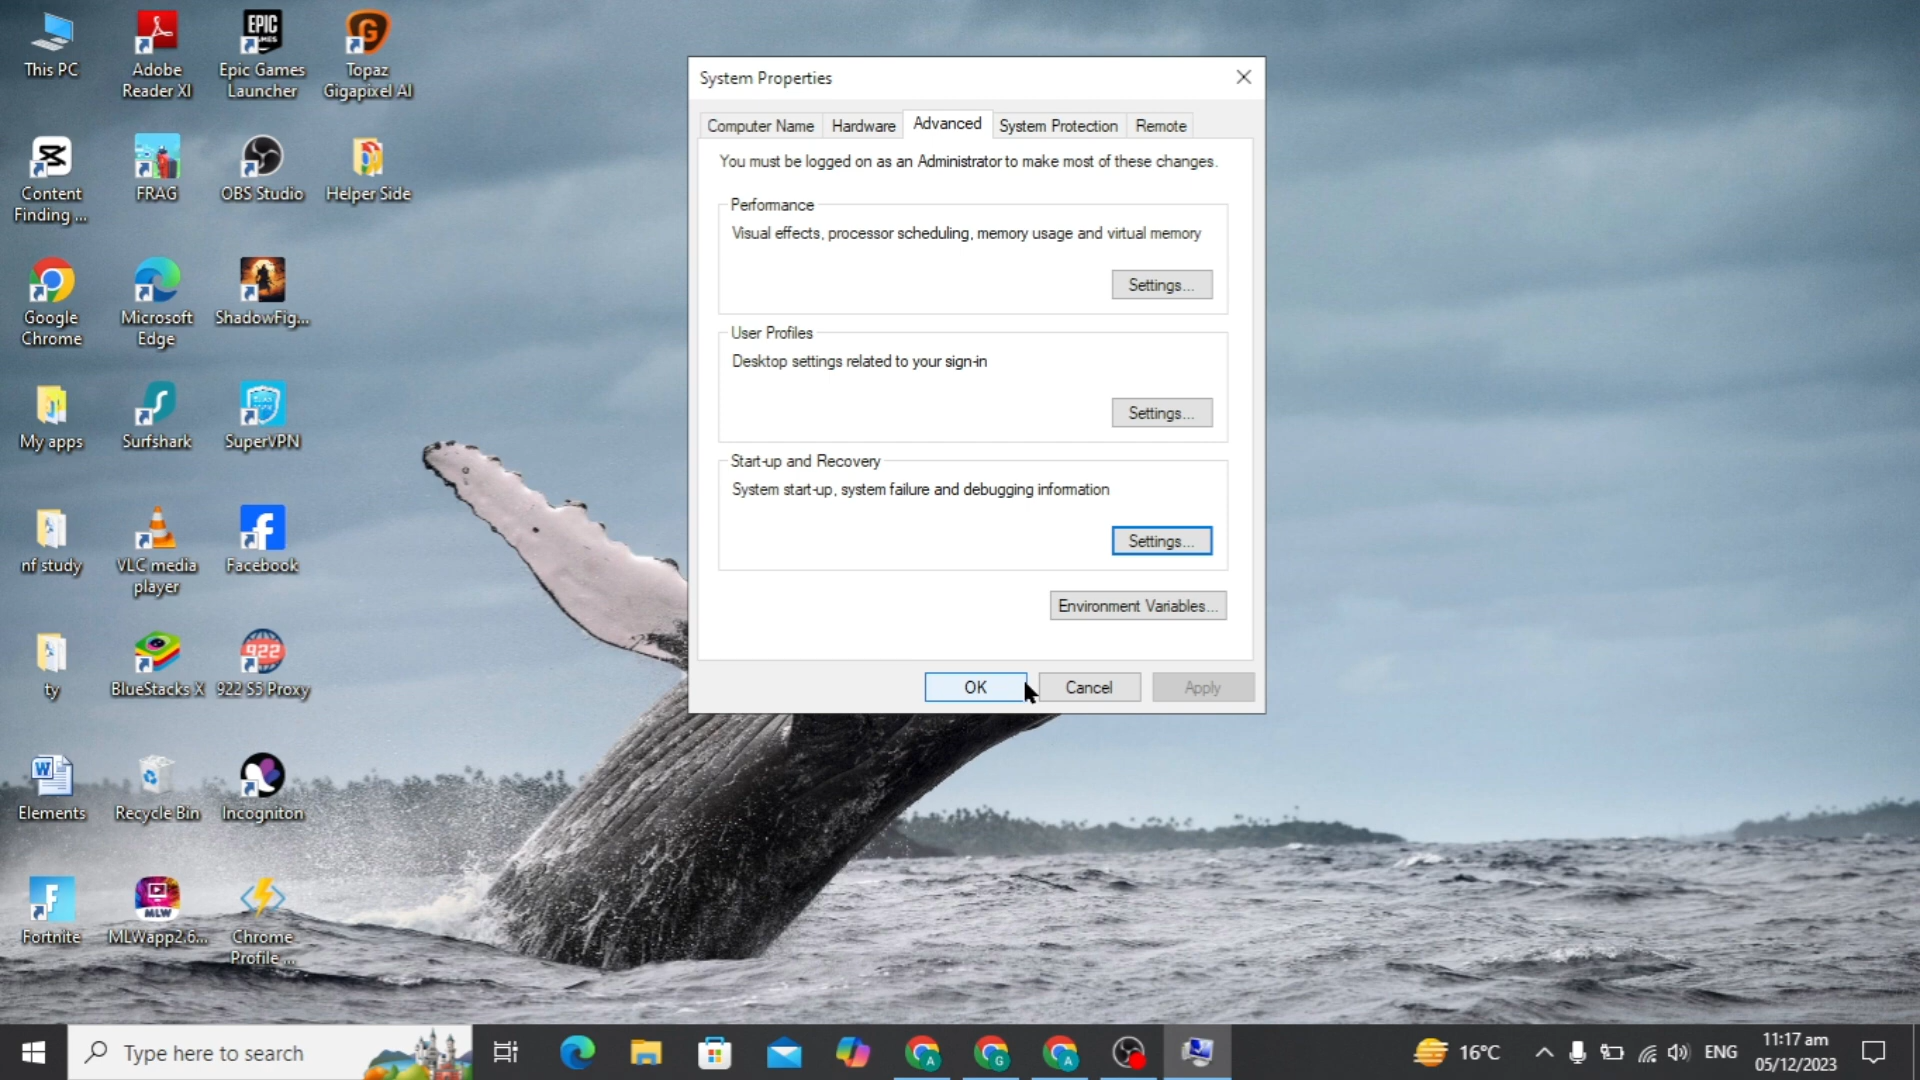 This PC
Adobe
Reader XI
EPIC
GAMES
Epic Games
Launcher
Topaz
Gigapixel AI
Content
Finding ...
FRAG
OBS Studio
Helper Side
Google
Chrome
Microsoft
Edge
ShadowFig...
My apps
Surfshark
SuperVPN
nf study
VLC media
player
Facebook
ty
BlueStacks X
922
922 S5 Proxy
Elements
Recycle Bin
Incogniton
Fortnite
MLW
MLWapp2.6...
Chrome
Profile ...
System Properties
Computer Name
Hardware
Advanced
System Protection
Remote
You must be logged on as an Administrator to make most of these changes.
Performance
Visual effects, processor scheduling, memory usage and virtual memory
Settings...
User Profiles
Desktop settings related to your sign-in
Settings...
Start-up and Recovery
System start-up, system failure and debugging information
Settings...
Environment Variables...
OK
Cancel
Apply
Type here to search
A
G
A
16°C
ENG
11:17 am
05/12/2023